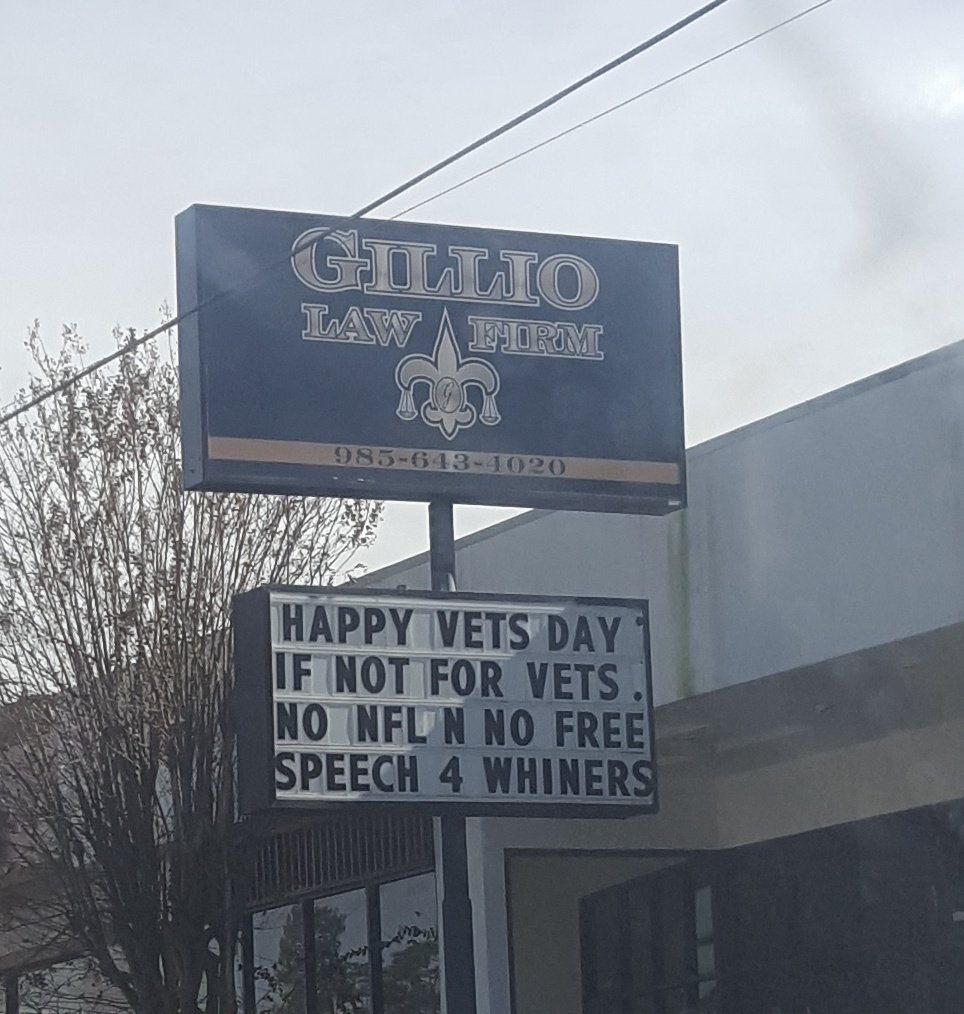 GILLIO
LAW FIRM
985-643-4020
HAPPY VETS DAY
IF NOT FOR VETS .
NO NFL N NO FREE
SPEECH 4 WHINERS